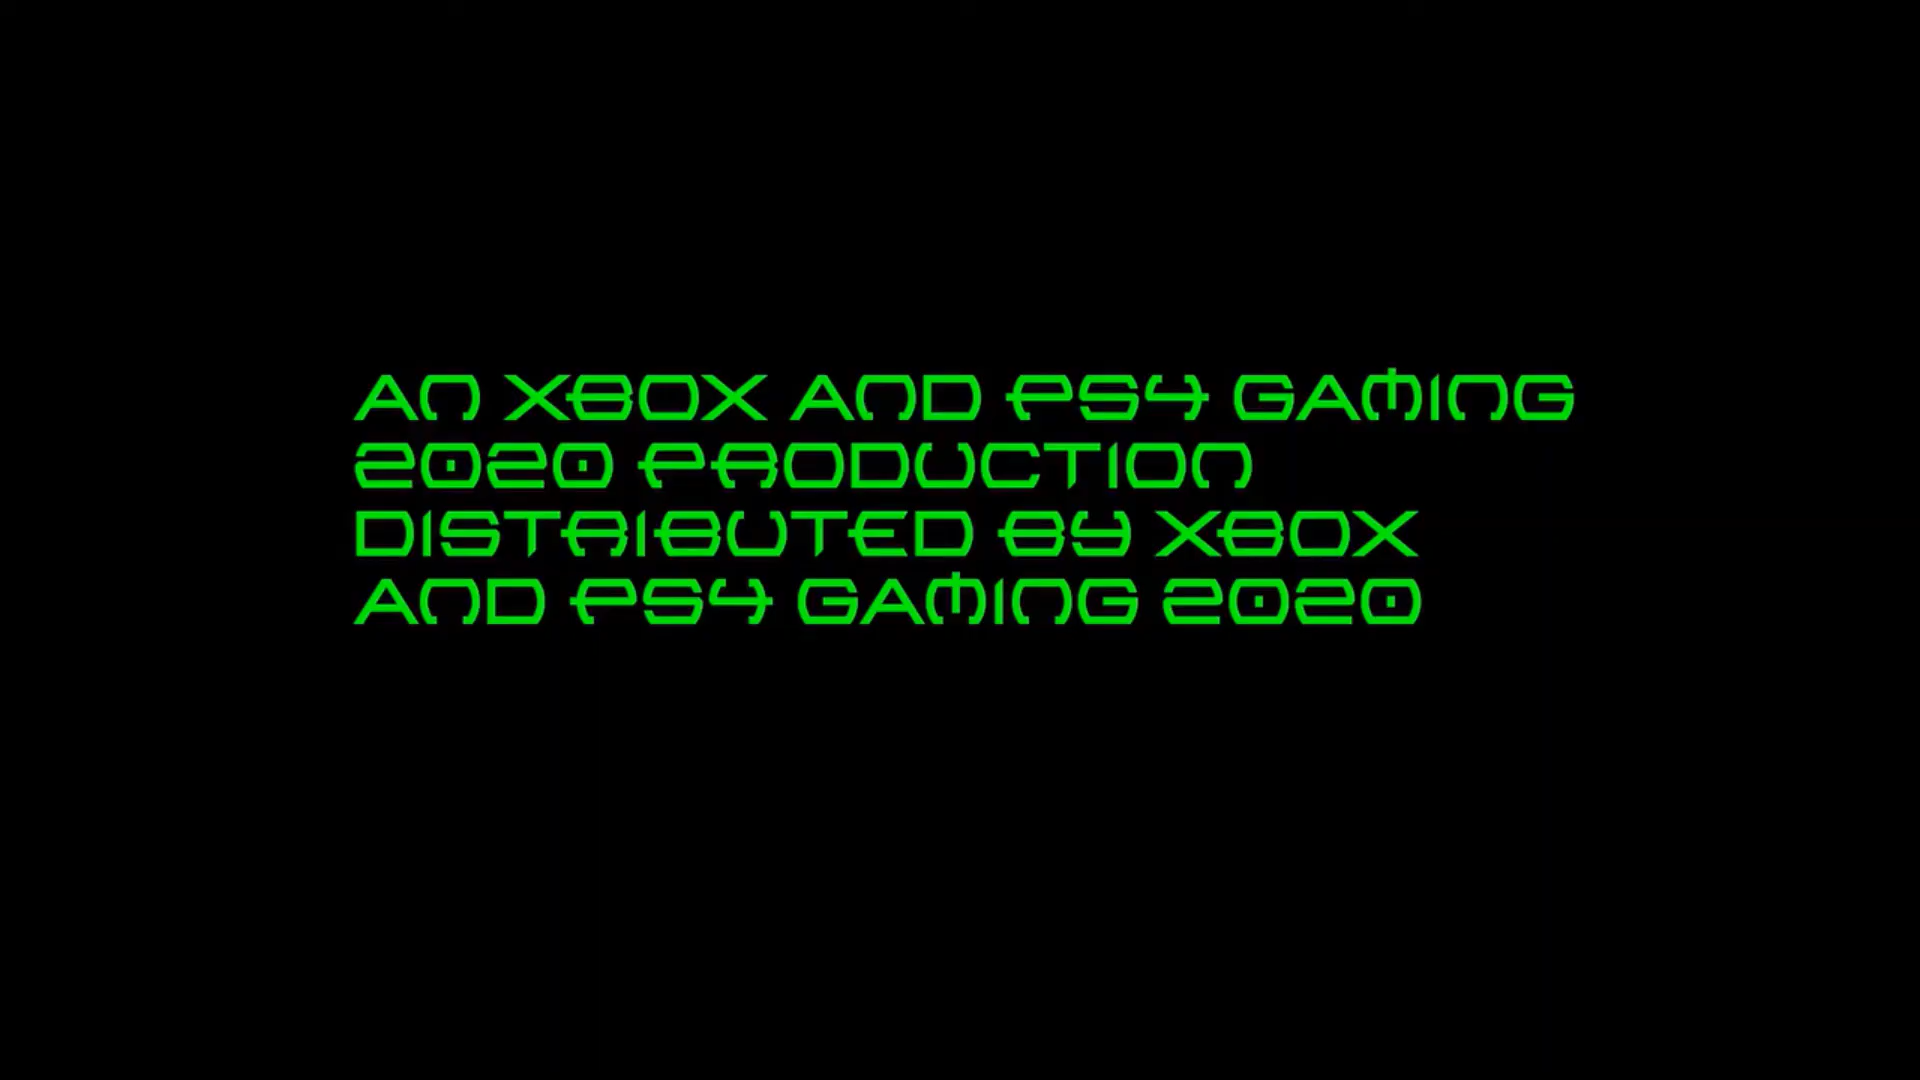 AN XBOX AND PS4 GAMING
2020 PRODUCTION
DISTRIBUTED BY XBOX
AND PS4 GAMING 2020